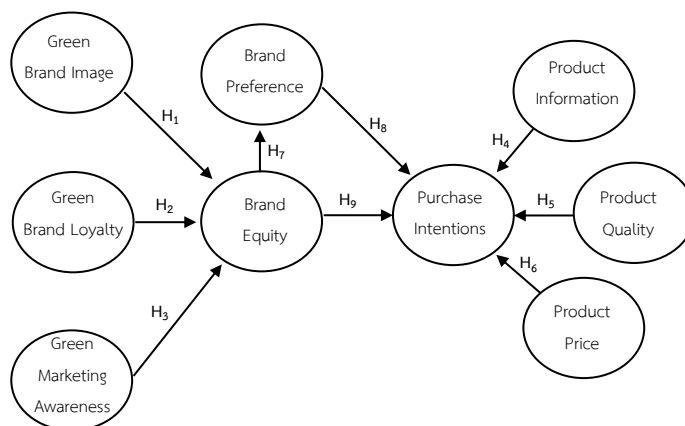 Green
Brand Image
Brand
Preference
Product
Information
H1
H8
H4
H7
Green
Brand Loyalty
H2
Brand
Equity
H9
Purchase
Intentions
H5
Product
Quality
H6
H3
Product
Price
Green
Marketing
Awareness